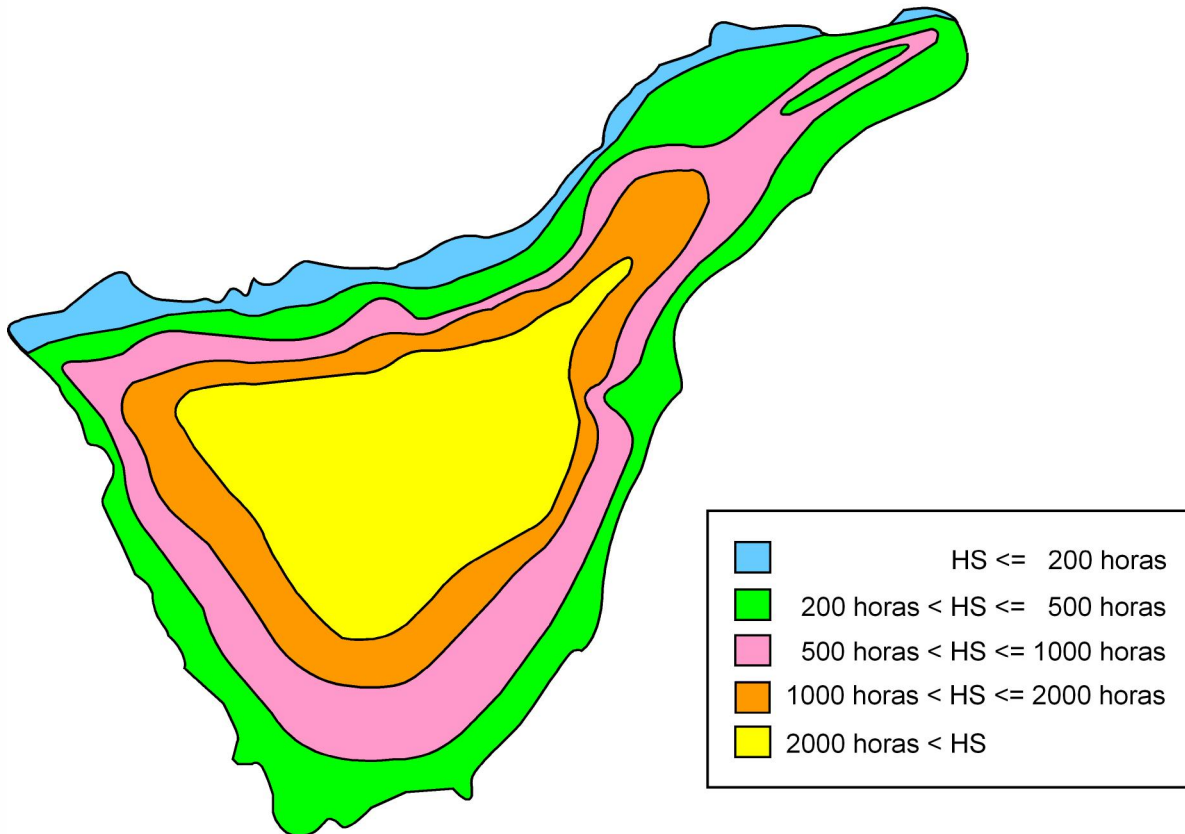 HS <= 200 horas
200 horas < HS <= 500 horas
500 horas < HS <= 1000 horas
1000 horas < HS <= 2000 horas
2000 horas < HS